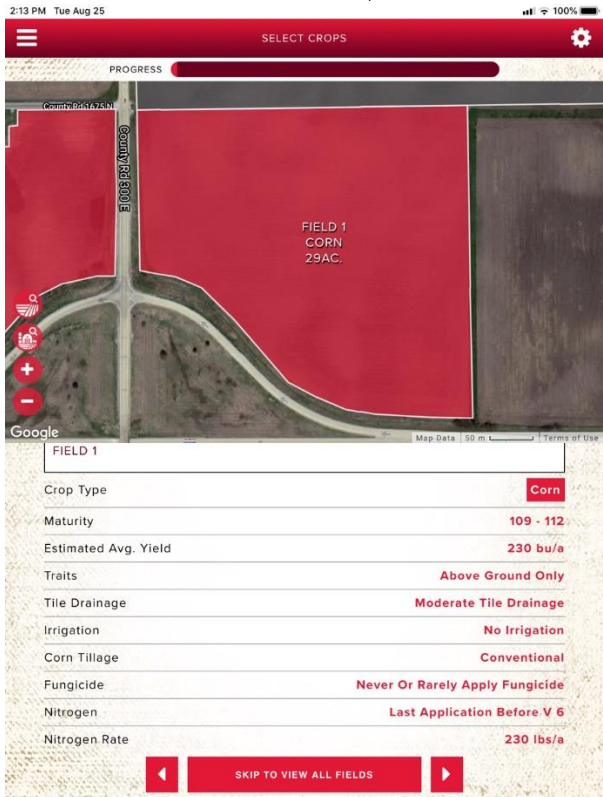 2:13 PM Tue Aug 25 100%
SELECT CROPS
PROGRESS
County Rd 1675 N
County Rd 300 E
FIELD 1
CORN
29AC.
+
−
Google
Map Data 50 m Terms of Use
FIELD 1
Crop Type Corn
Maturity 109 - 112
Estimated Avg. Yield 230 bu/a
Traits Above Ground Only
Tile Drainage Moderate Tile Drainage
Irrigation No Irrigation
Corn Tillage Conventional
Fungicide Never Or Rarely Apply Fungicide
Nitrogen Last Application Before V 6
Nitrogen Rate 230 lbs/a
SKIP TO VIEW ALL FIELDS